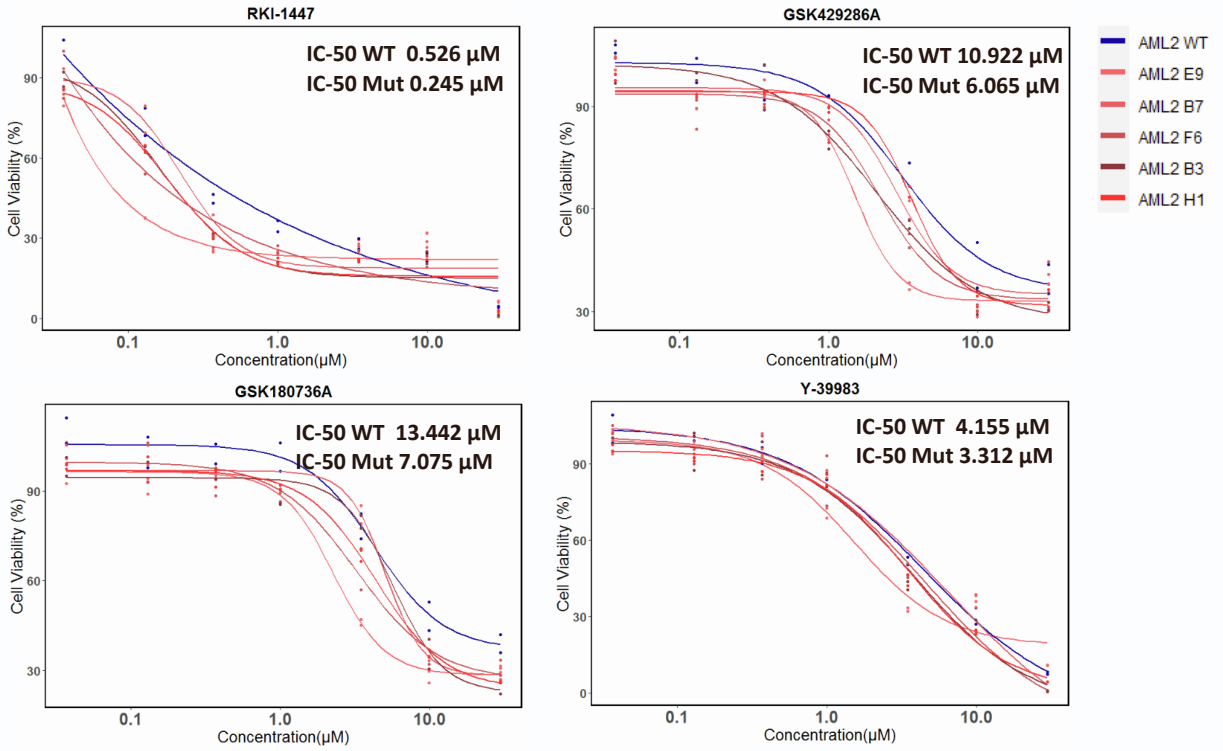 RKI-1447
IC-50 WT 0.526 µM
IC-50 Mut 0.245 µM
Cell Viability (%)
90
60
30
0
0.1
1.0
10.0
Concentration(µM)
GSK429286A
IC-50 WT 10.922 µM
IC-50 Mut 6.065 µM
Cell Viability (%)
90
60
30
0.1
1.0
10.0
Concentration(µM)
AML2 WT
AML2 E9
AML2 B7
AML2 F6
AML2 B3
AML2 H1
GSK180736A
IC-50 WT 13.442 µM
IC-50 Mut 7.075 µM
Cell Viability (%)
90
60
30
0.1
1.0
10.0
Concentration(µM)
Y-39983
IC-50 WT 4.155 µM
IC-50 Mut 3.312 µM
Cell Viability (%)
90
60
30
0
0.1
1.0
10.0
Concentration(µM)